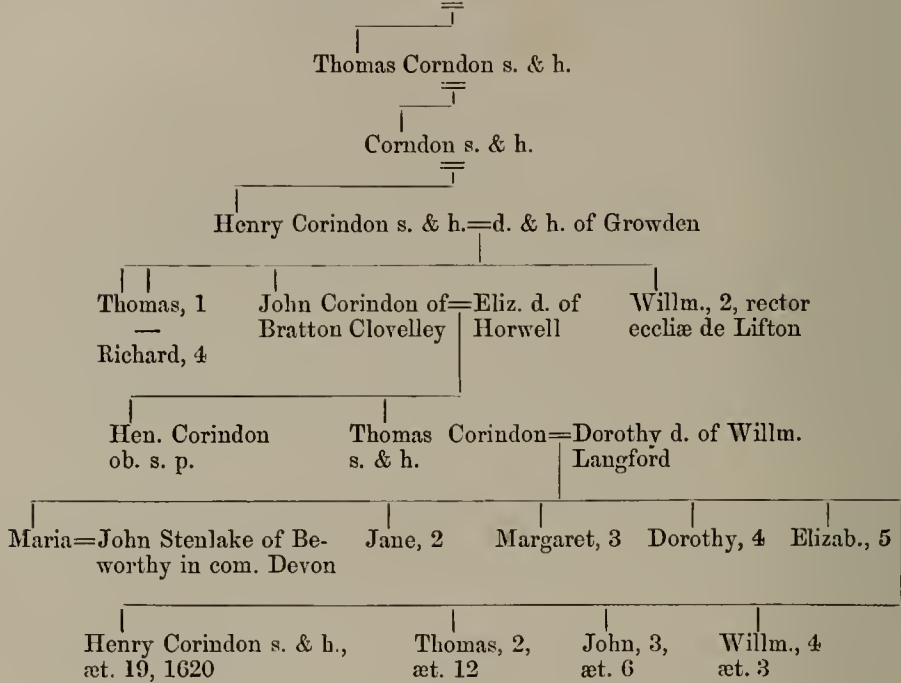 Thomas Corndon s. & h.
Corndon s. & h.
Henry Corindon s. & h.=d. & h. of Growden
Thomas, 1
—
Richard, 4
John Corindon of=Eliz. d. of
Bratton Clovelley Horwell
Willm., 2, rector
eccliæ de Lifton
Hen. Corindon
ob. s. p.
Thomas Corindon=Dorothy d. of Willm.
s. & h. Langford
Maria=John Stenlake of Be-
worthy in com. Devon
Jane, 2
Margaret, 3
Dorothy, 4
Elizab., 5
Henry Corindon s. & h.,
æt. 19, 1620
Thomas, 2,
æt. 12
John, 3,
æt. 6
Willm., 4
æt. 3